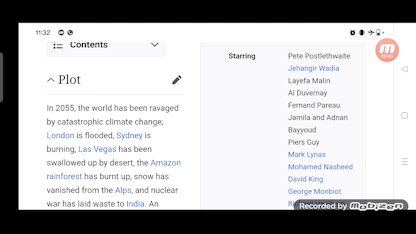 11:32
Contents
Plot
In 2055, the world has been ravaged
by catastrophic climate change;
London is flooded, Sydney is
burning, Las Vegas has been
swallowed up by desert, the Amazon
rainforest has burnt up, snow has
vanished from the Alps, and nuclear
war has laid waste to India. An
Starring
Pete Postlethwaite
Jehangir Wadia
Layefa Malin
Al Duvernay
Fernand Pareau
Jamila and Adnan
Bayyoud
Piers Guy
Mark Lynas
Mohamed Nasheed
David King
George Monbiot
Recorded by Mobizen